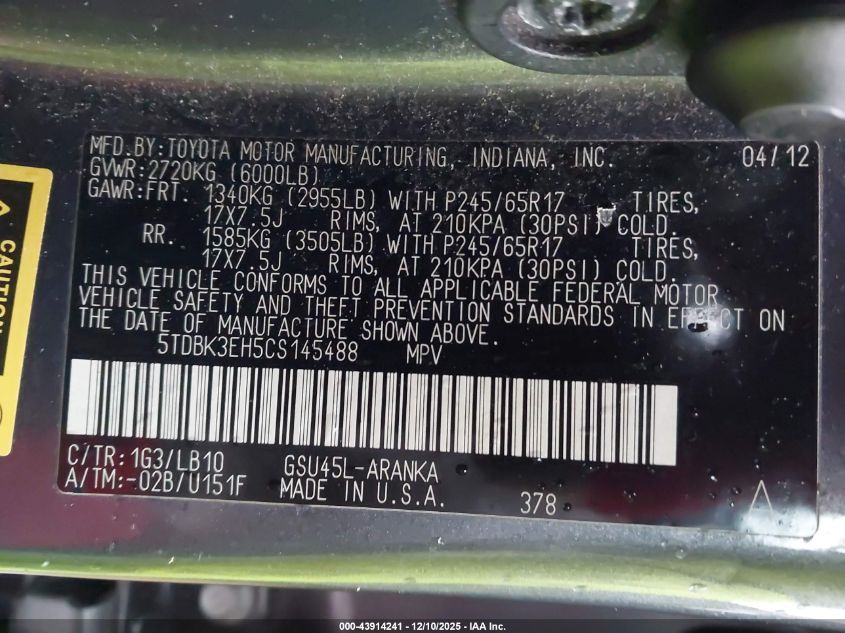 MFD.BY:TOYOTA MOTOR MANUFACTURING, INDIANA, INC. 04/12
GVWR:2720KG (6000LB)
GAWR:FRT. 1340KG (2955LB) WITH P245/65R17 TIRES,
17X7.5J RIMS, AT 210KPA (30PSI) COLD.
RR. 1585KG (3505LB) WITH P245/65R17 TIRES,
17X7.5J RIMS, AT 210KPA (30PSI) COLD.
THIS VEHICLE CONFORMS TO ALL APPLICABLE FEDERAL MOTOR
VEHICLE SAFETY AND THEFT PREVENTION STANDARDS IN EFFECT ON
THE DATE OF MANUFACTURE SHOWN ABOVE.
5TDBK3EH5CS145488 MPV
C/TR:1G3/LB10 GSU45L-ARANKA
A/TM:-02B/U151F MADE IN U.S.A. 378
CAUTION
000-43914241 - 12/10/2025 - IAA Inc.